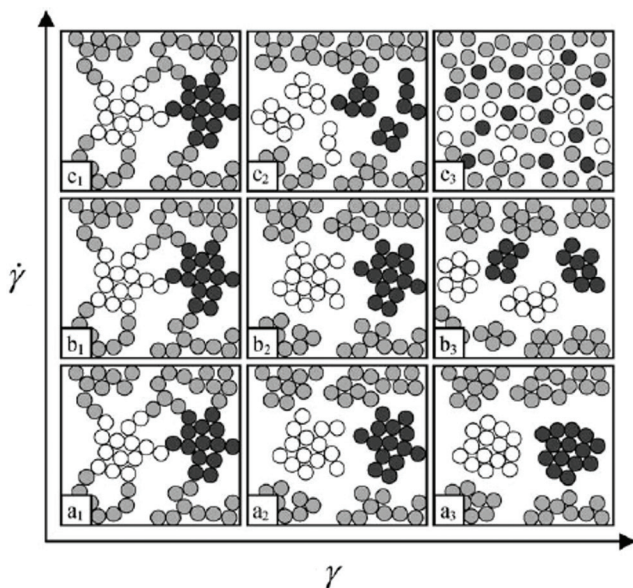 c₁ c₂ c₃
γ̇
b₁ b₂ b₃
a₁ a₂ a₃
γ